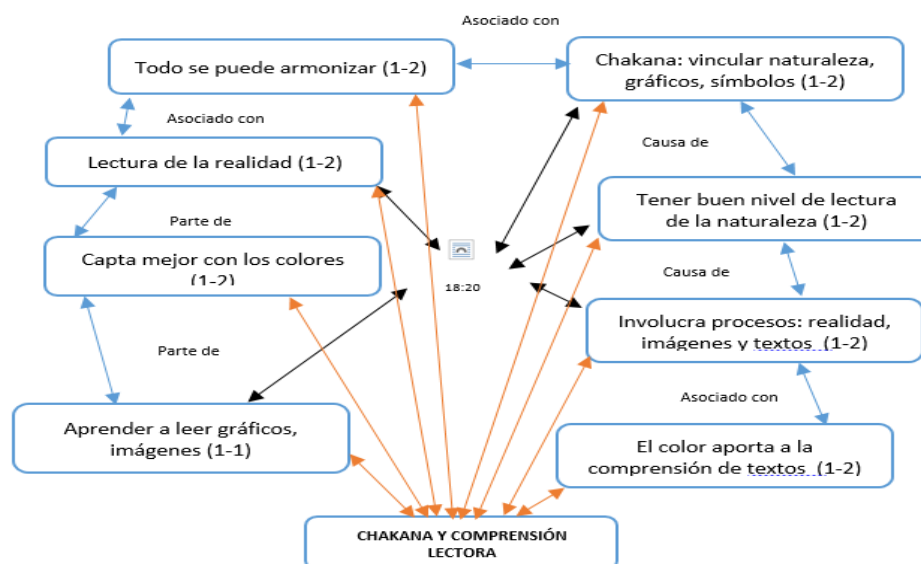 Asociado con
Todo se puede armonizar (1-2)
Chakana: vincular naturaleza,
gráficos, símbolos (1-2)
Asociado con
Causa de
Lectura de la realidad (1-2)
Tener buen nivel de lectura
de la naturaleza (1-2)
Parte de
Capta mejor con los colores
(1-2)
Causa de
18:20
Involucra procesos: realidad,
imágenes y textos (1-2)
Parte de
Asociado con
Aprender a leer gráficos,
imágenes (1-1)
El color aporta a la
comprensión de textos (1-2)
CHAKANA Y COMPRENSIÓN
LECTORA